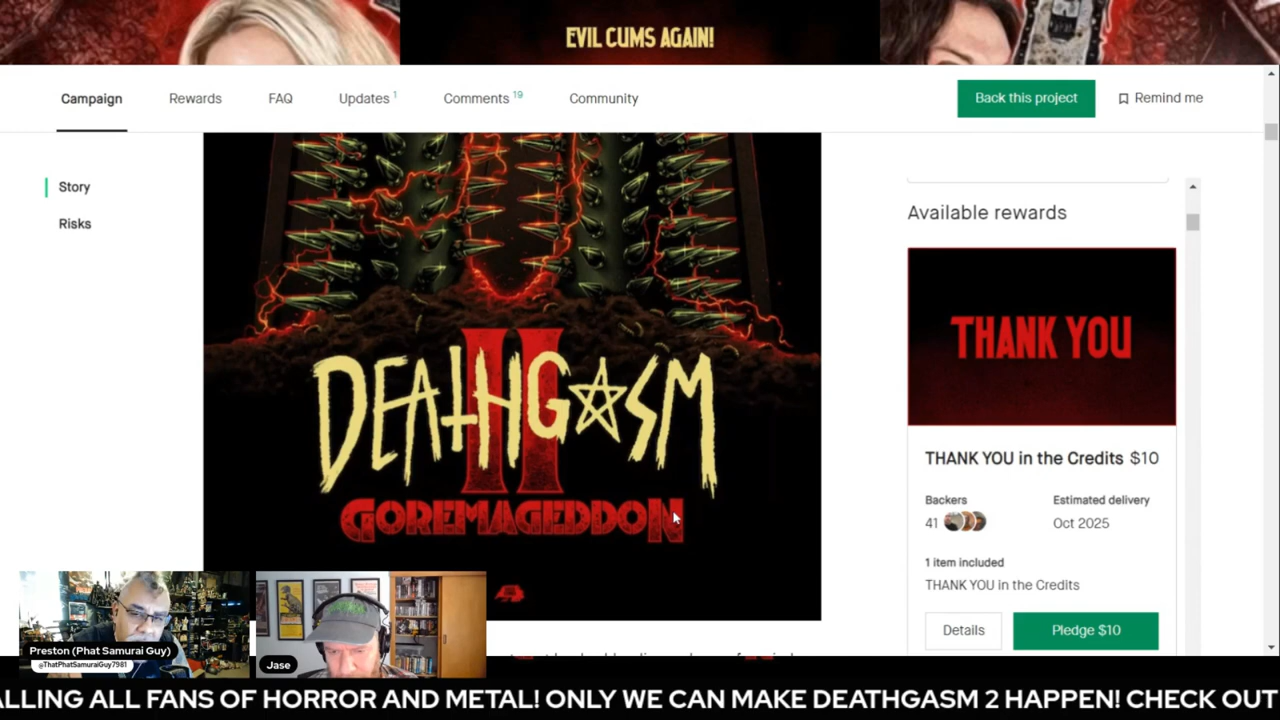 EVIL CUMS AGAIN!
Campaign Rewards FAQ Updates 1 Comments 19 Community Back this project Remind me
Story
Risks
Available rewards
THANK YOU
II
DEATHGASM
GOREMAGEDDON
THANK YOU in the Credits $10
Backers Estimated delivery
41 Oct 2025
1 item included
THANK YOU in the Credits
Details Pledge $10
Preston (Phat Samurai Guy)
@ThatPhatSamuraiGuy7981
Jase
ALLING ALL FANS OF HORROR AND METAL! ONLY WE CAN MAKE DEATHGASM 2 HAPPEN! CHECK OUT